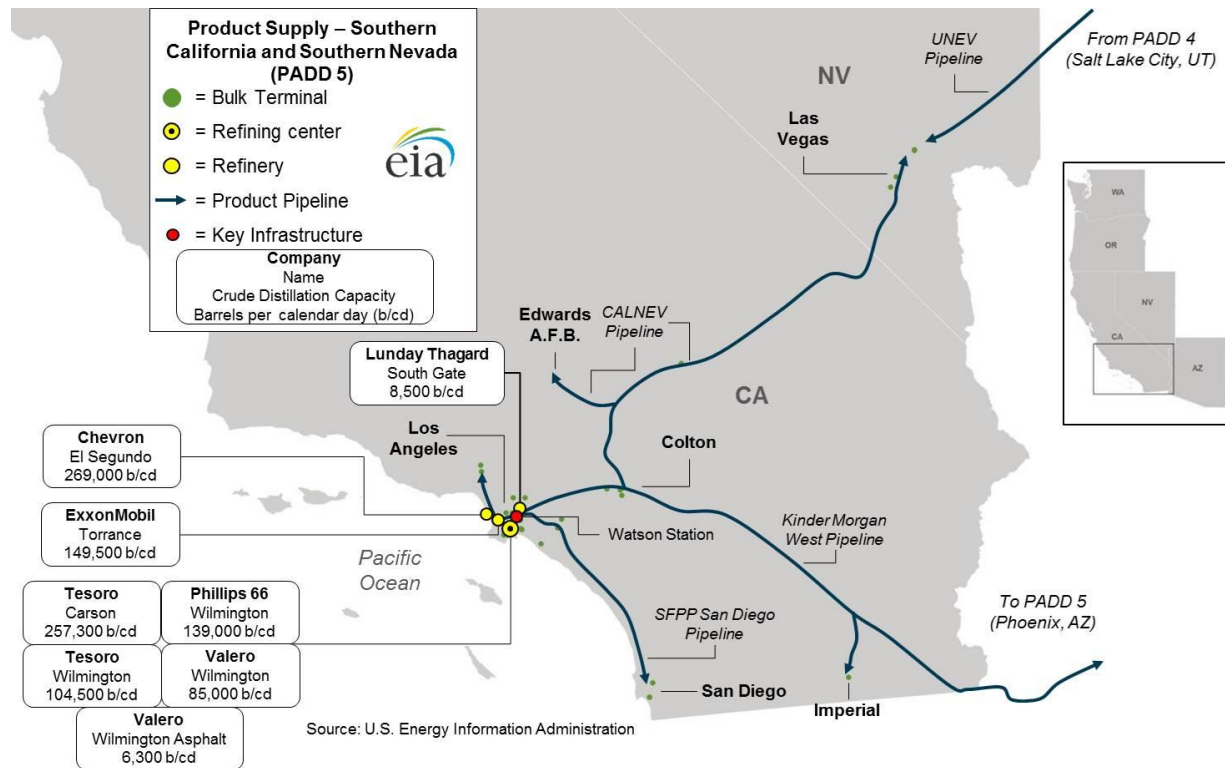 Product Supply – Southern
California and Southern Nevada
(PADD 5)
= Bulk Terminal
= Refining center
= Refinery
= Product Pipeline
= Key Infrastructure
eia
Company
Name
Crude Distillation Capacity
Barrels per calendar day (b/cd)
UNEV
Pipeline
From PADD 4
(Salt Lake City, UT)
NV
Las
Vegas
WA
OR
NV
CA
AZ
Edwards
A.F.B.
CALNEV
Pipeline
Lunday Thagard
South Gate
8,500 b/cd
CA
Los
Angeles
Colton
Chevron
El Segundo
269,000 b/cd
ExxonMobil
Torrance
149,500 b/cd
Watson Station
Kinder Morgan
West Pipeline
Pacific
Ocean
Tesoro
Carson
257,300 b/cd
Phillips 66
Wilmington
139,000 b/cd
Tesoro
Wilmington
104,500 b/cd
Valero
Wilmington
85,000 b/cd
Valero
Wilmington Asphalt
6,300 b/cd
SFPP San Diego
Pipeline
To PADD 5
(Phoenix, AZ)
San Diego
Imperial
Source: U.S. Energy Information Administration